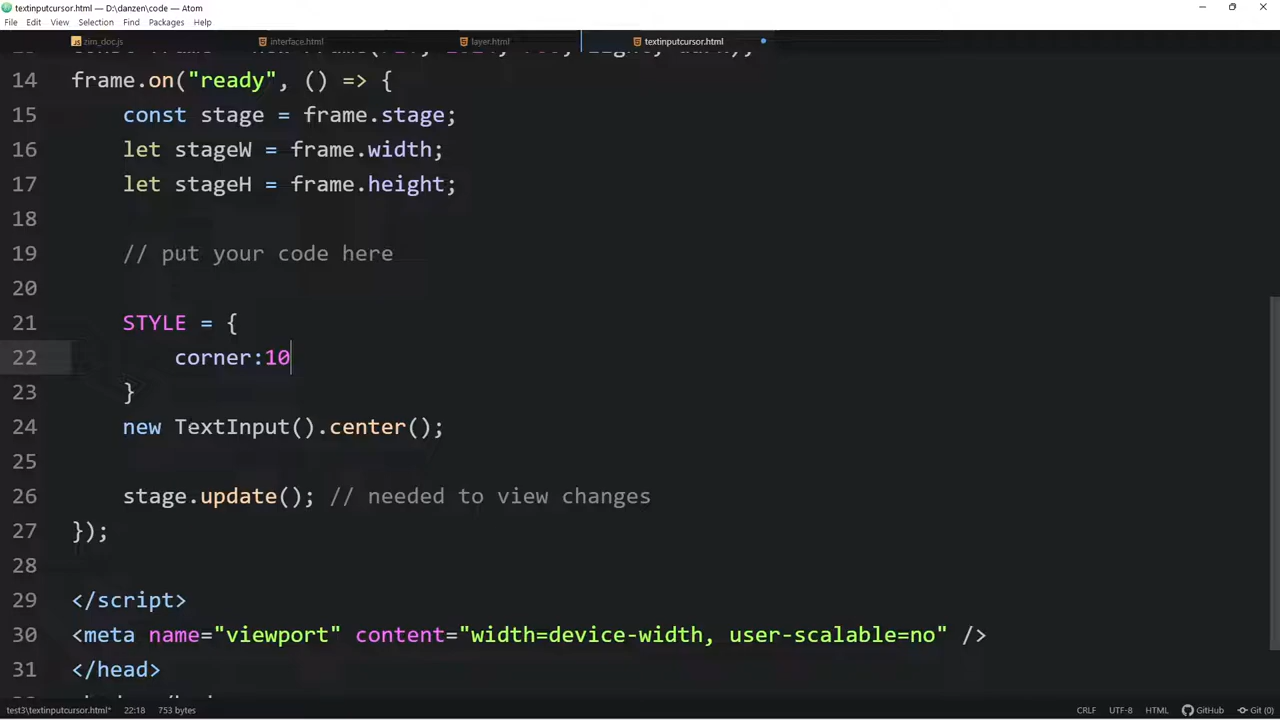 textinputcursor.html — D:\danzen\code — Atom
File Edit View Selection Find Packages Help
zim_doc.js interface.html layer.html textinputcursor.html
14 frame.on("ready", () => {
15 const stage = frame.stage;
16 let stageW = frame.width;
17 let stageH = frame.height;
18
19 // put your code here
20
21 STYLE = {
22 corner:10
23 }
24 new TextInput().center();
25
26 stage.update(); // needed to view changes
27 });
28
29 </script>
30 <meta name="viewport" content="width=device-width, user-scalable=no" />
31 </head>
test3\textinputcursor.html* 22:18 753 bytes CRLF UTF-8 HTML GitHub Git (0)